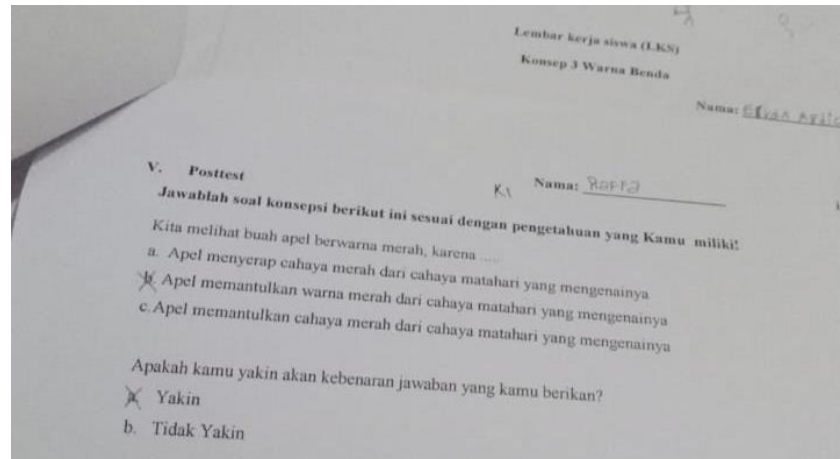 Lembar kerja siswa (LKS)
Konsep 3 Warna Benda
Nama:
V. Posttest
K1 Nama: Raffa
Jawablah soal konsepsi berikut ini sesuai dengan pengetahuan yang Kamu miliki!
Kita melihat buah apel berwarna merah, karena ....
a. Apel menyerap cahaya merah dari cahaya matahari yang mengenainya
b. Apel memantulkan warna merah dari cahaya matahari yang mengenainya
c. Apel memantulkan cahaya merah dari cahaya matahari yang mengenainya
Apakah kamu yakin akan kebenaran jawaban yang kamu berikan?
a. Yakin
b. Tidak Yakin